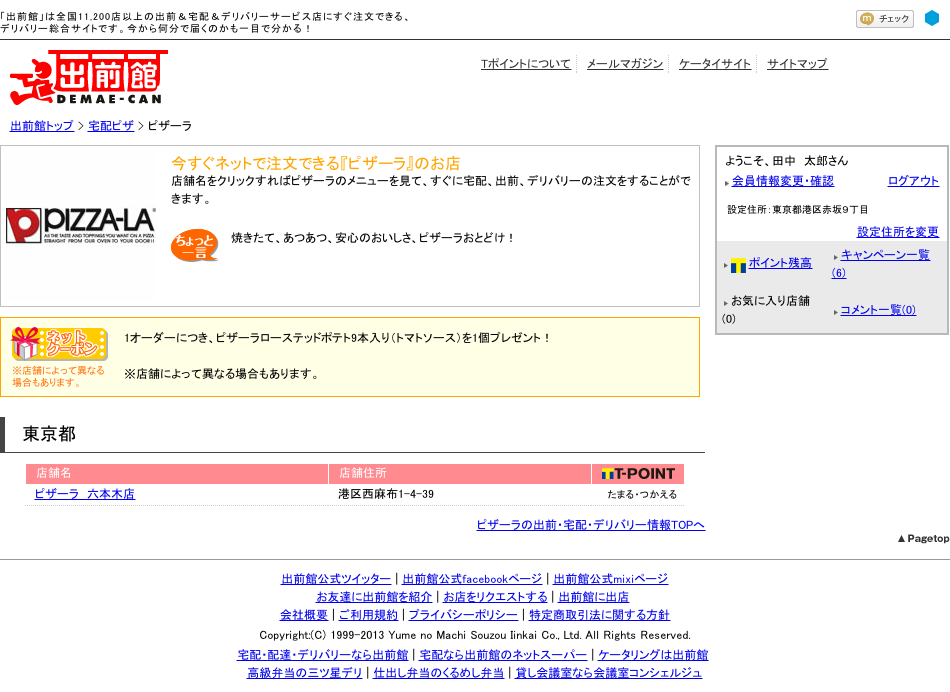 「出前館」は全国11,200店以上の出前＆宅配＆デリバリーサービス店にすぐ注文できる、
デリバリー総合サイトです。今から何分で届くのかも一目で分かる！
m チェック
出前館
DEMAE-CAN
Tポイントについて メールマガジン ケータイサイト サイトマップ
出前館トップ > 宅配ピザ > ピザーラ
今すぐネットで注文できる『ピザーラ』のお店
店舗名をクリックすればピザーラのメニューを見て、すぐに宅配、出前、デリバリーの注文をすることがで
きます。
PIZZA-LA
AS THE TASTE AND TOPPINGS YOU WANT ON A PIZZA
STRAIGHT FROM OUR OVEN TO YOUR DOOR!!
ちょっと
一言
焼きたて、あつあつ、安心のおいしさ、ピザーラおとどけ！
ようこそ、田中 太郎さん
会員情報変更・確認 ログアウト
設定住所：東京都港区赤坂９丁目
設定住所を変更
T ポイント残高
キャンペーン一覧
(6)
お気に入り店舗
(0)
コメント一覧(0)
ネット
クーポン
※店舗によって異なる
場合もあります。
1オーダーにつき、ピザーラローステッドポテト9本入り（トマトソース）を1個プレゼント！
※店舗によって異なる場合もあります。
東京都
店舗名 店舗住所 T T-POINT
ピザーラ 六本木店 港区西麻布1-4-39 たまる・つかえる
ピザーラの出前・宅配・デリバリー情報TOPへ
▲Pagetop
出前館公式ツイッター | 出前館公式facebookページ | 出前館公式mixiページ
お友達に出前館を紹介 | お店をリクエストする | 出前館に出店
会社概要 | ご利用規約 | プライバシーポリシー | 特定商取引法に関する方針
Copyright:(C) 1999-2013 Yume no Machi Souzou Iinkai Co., Ltd. All Rights Reserved.
宅配・配達・デリバリーなら出前館 | 宅配なら出前館のネットスーパー | ケータリングは出前館
高級弁当の三ツ星デリ | 仕出し弁当のくるめし弁当 | 貸し会議室なら会議室コンシェルジュ